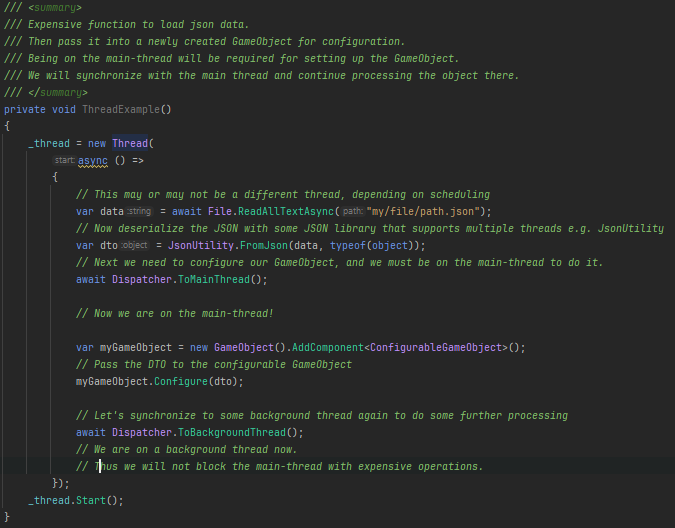 /// <summary>
/// Expensive function to load json data.
/// Then pass it into a newly created GameObject for configuration.
/// Being on the main-thread will be required for setting up the GameObject.
/// We will synchronize with the main thread and continue processing the object there.
/// </summary>
private void ThreadExample()
{
_thread = new Thread(
start: async () =>
{
// This may or may not be a different thread, depending on scheduling
var data :string = await File.ReadAllTextAsync( path: "my/file/path.json");
// Now deserialize the JSON with some JSON library that supports multiple threads e.g. JsonUtility
var dto :object = JsonUtility.FromJson(data, typeof(object));
// Next we need to configure our GameObject, and we must be on the main-thread to do it.
await Dispatcher.ToMainThread();
// Now we are on the main-thread!
var myGameObject = new GameObject().AddComponent<ConfigurableGameObject>();
// Pass the DTO to the configurable GameObject
myGameObject.Configure(dto);
// Let's synchronize to some background thread again to do some further processing
await Dispatcher.ToBackgroundThread();
// We are on a background thread now.
// Thus we will not block the main-thread with expensive operations.
});
_thread.Start();
}